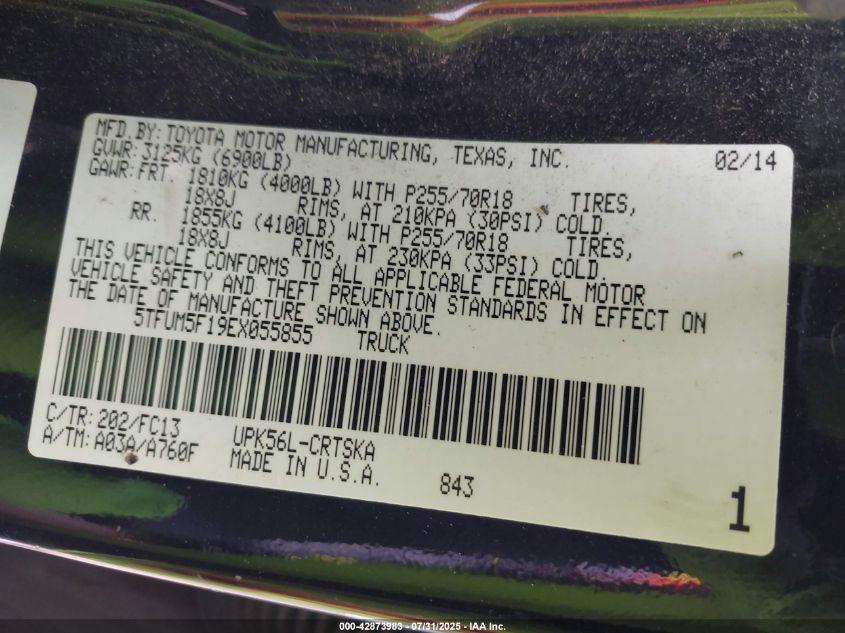 MFD. BY: TOYOTA MOTOR MANUFACTURING, TEXAS, INC. 02/14
GVWR: 3125KG (6900LB)
GAWR: FRT 1810KG (4000LB) WITH P255/70R18 TIRES,
18X8J RIMS, AT 210KPA (30PSI) COLD.
RR. 1855KG (4100LB) WITH P255/70R18 TIRES,
18X8J RIMS, AT 230KPA (33PSI) COLD.
THIS VEHICLE CONFORMS TO ALL APPLICABLE FEDERAL MOTOR
VEHICLE SAFETY AND THEFT PREVENTION STANDARDS IN EFFECT ON
THE DATE OF MANUFACTURE SHOWN ABOVE.
5TFUM5F19EX055855 TRUCK
C/TR: 202/FC13 UPK56L-CRTSKA
A/TM: A03A/A760F MADE IN U.S.A. 843
1
000-42873983 - 07/31/2025 - IAA Inc.